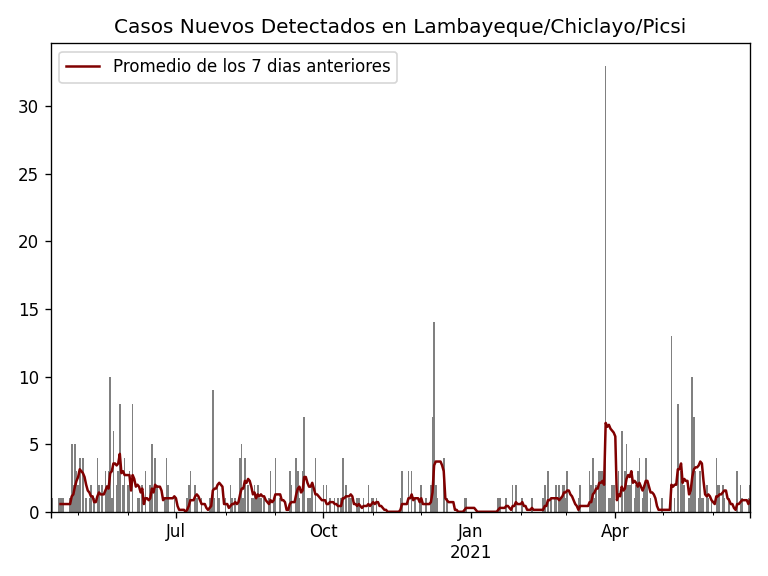 Casos Nuevos Detectados en Lambayeque/Chiclayo/Picsi
Promedio de los 7 dias anteriores
30
25
20
15
10
5
0
Jul
Oct
Jan
2021
Apr